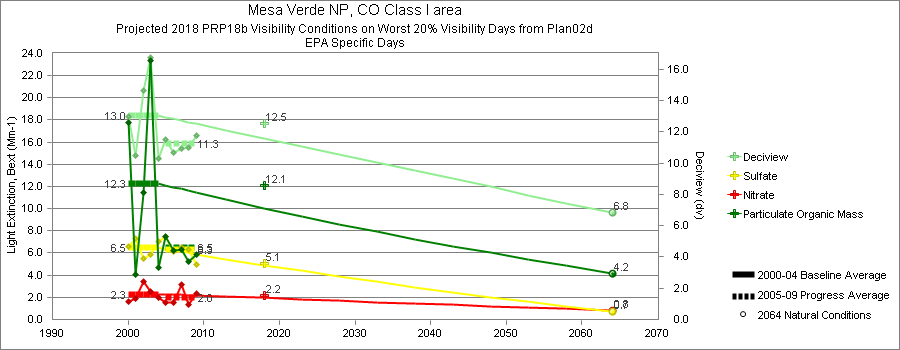 Mesa Verde NP, CO Class I area
Projected 2018 PRP18b Visibility Conditions on Worst 20% Visibility Days from Plan02d
EPA Specific Days
Light Extinction, Bext (Mm-1)
24.0
22.0
20.0
18.0
16.0
14.0
12.0
10.0
8.0
6.0
4.0
2.0
0.0
13.0
12.3
6.5
2.3
11.3
6.5
2.0
12.5
12.1
5.1
2.2
6.8
4.2
16.0
14.0
12.0
10.0
8.0
6.0
4.0
2.0
0.0
Deciview (dv)
1990 2000 2010 2020 2030 2040 2050 2060 2070
Deciview
Sulfate
Nitrate
Particulate Organic Mass
2000-04 Baseline Average
2005-09 Progress Average
2064 Natural Conditions